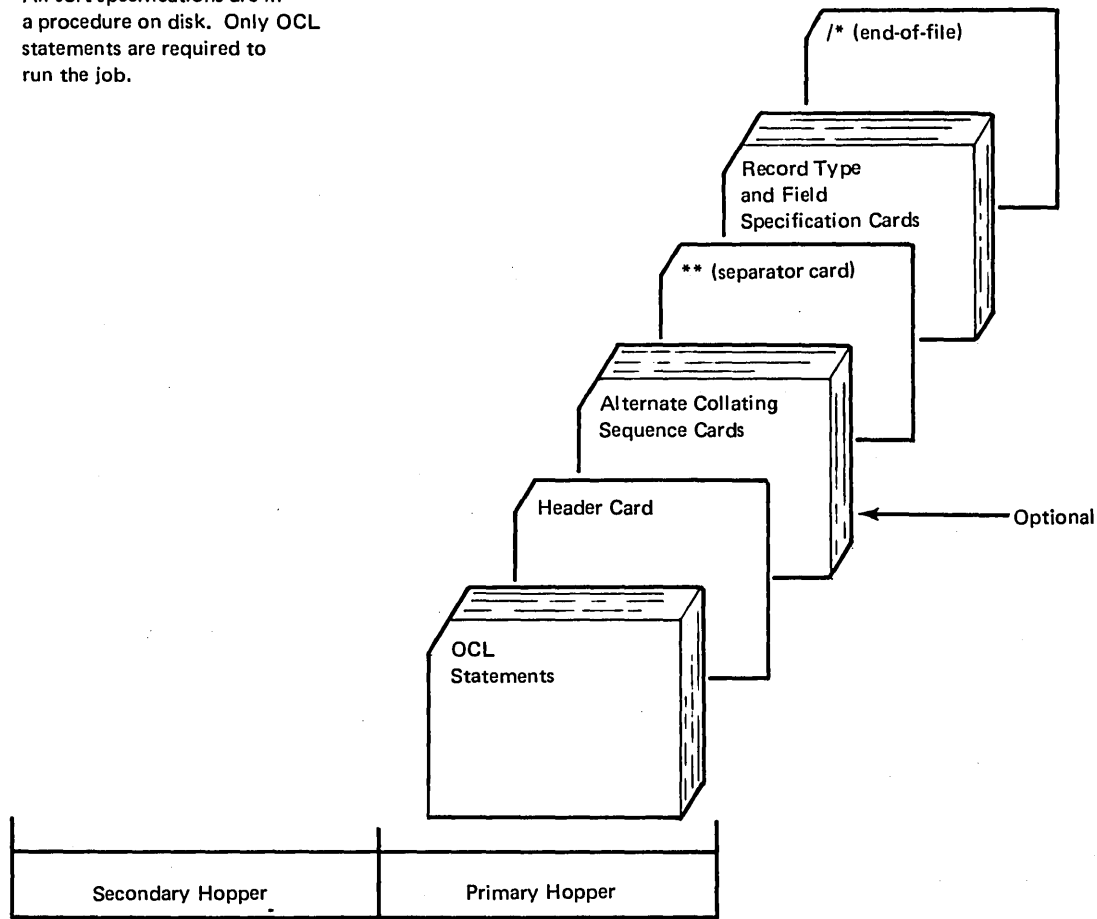 a procedure on disk. Only OCL
statements are required to
run the job.
/* (end-of-file)
Record Type
and Field
Specification Cards
** (separator card)
Alternate Collating
Sequence Cards
Header Card
Optional
OCL
Statements
Secondary Hopper
Primary Hopper